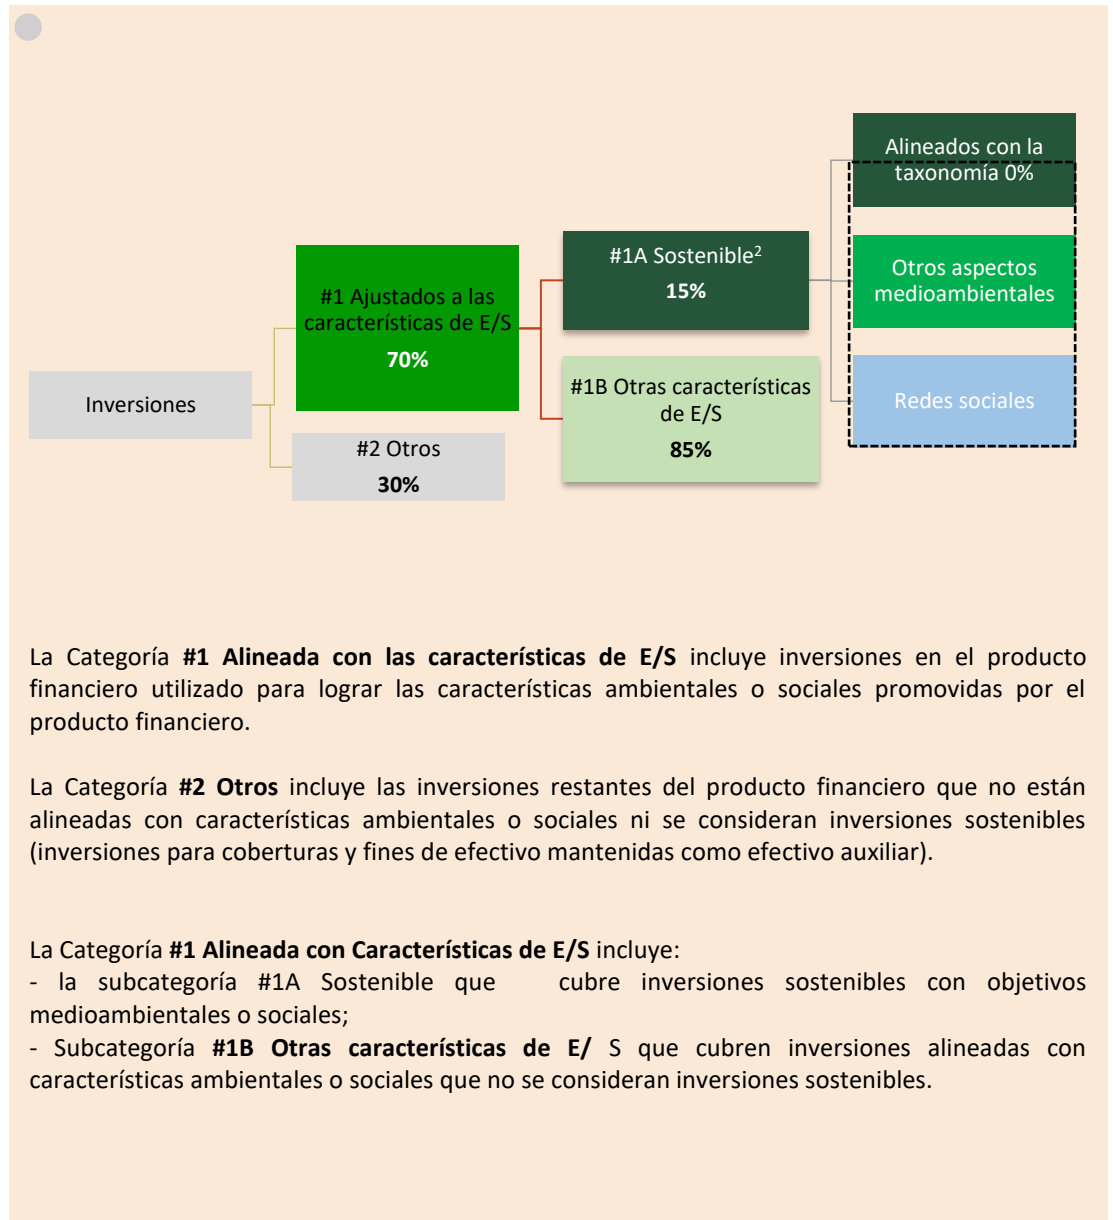 Alineados con la
taxonomía 0%
#1A Sostenible²
15%
#1 Ajustados a las
características de E/S
70%
Otros aspectos
medioambientales
Inversiones
#1B Otras características
de E/S
85%
Redes sociales
#2 Otros
30%
La Categoría #1 Alineada con las características de E/S incluye inversiones en el producto
financiero utilizado para lograr las características ambientales o sociales promovidas por el
producto financiero.
La Categoría #2 Otros incluye las inversiones restantes del producto financiero que no están
alineadas con características ambientales o sociales ni se consideran inversiones sostenibles
(inversiones para coberturas y fines de efectivo mantenidas como efectivo auxiliar).
La Categoría #1 Alineada con Características de E/S incluye:
- la subcategoría #1A Sostenible que cubre inversiones sostenibles con objetivos
medioambientales o sociales;
- Subcategoría #1B Otras características de E/ S que cubren inversiones alineadas con
características ambientales o sociales que no se consideran inversiones sostenibles.